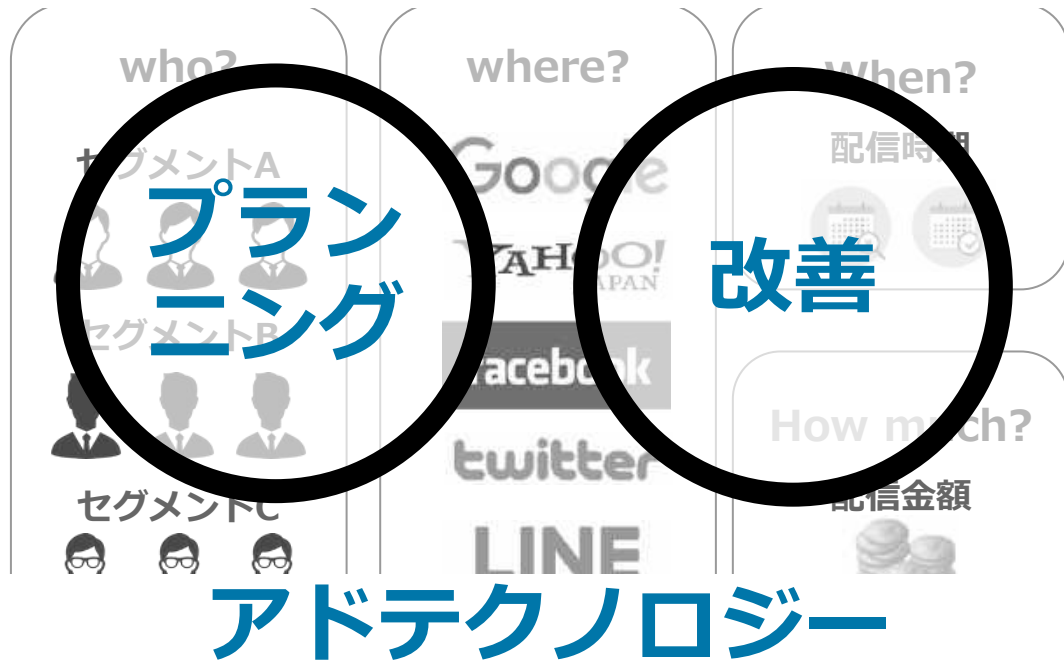 who?
セグメントA
セグメントB
セグメントC
where?
Google
YAHOO!
JAPAN
facebook
twitter
LINE
When?
配信時期
How much?
配信金額
プラン
ニング
改善
アドテクノロジー